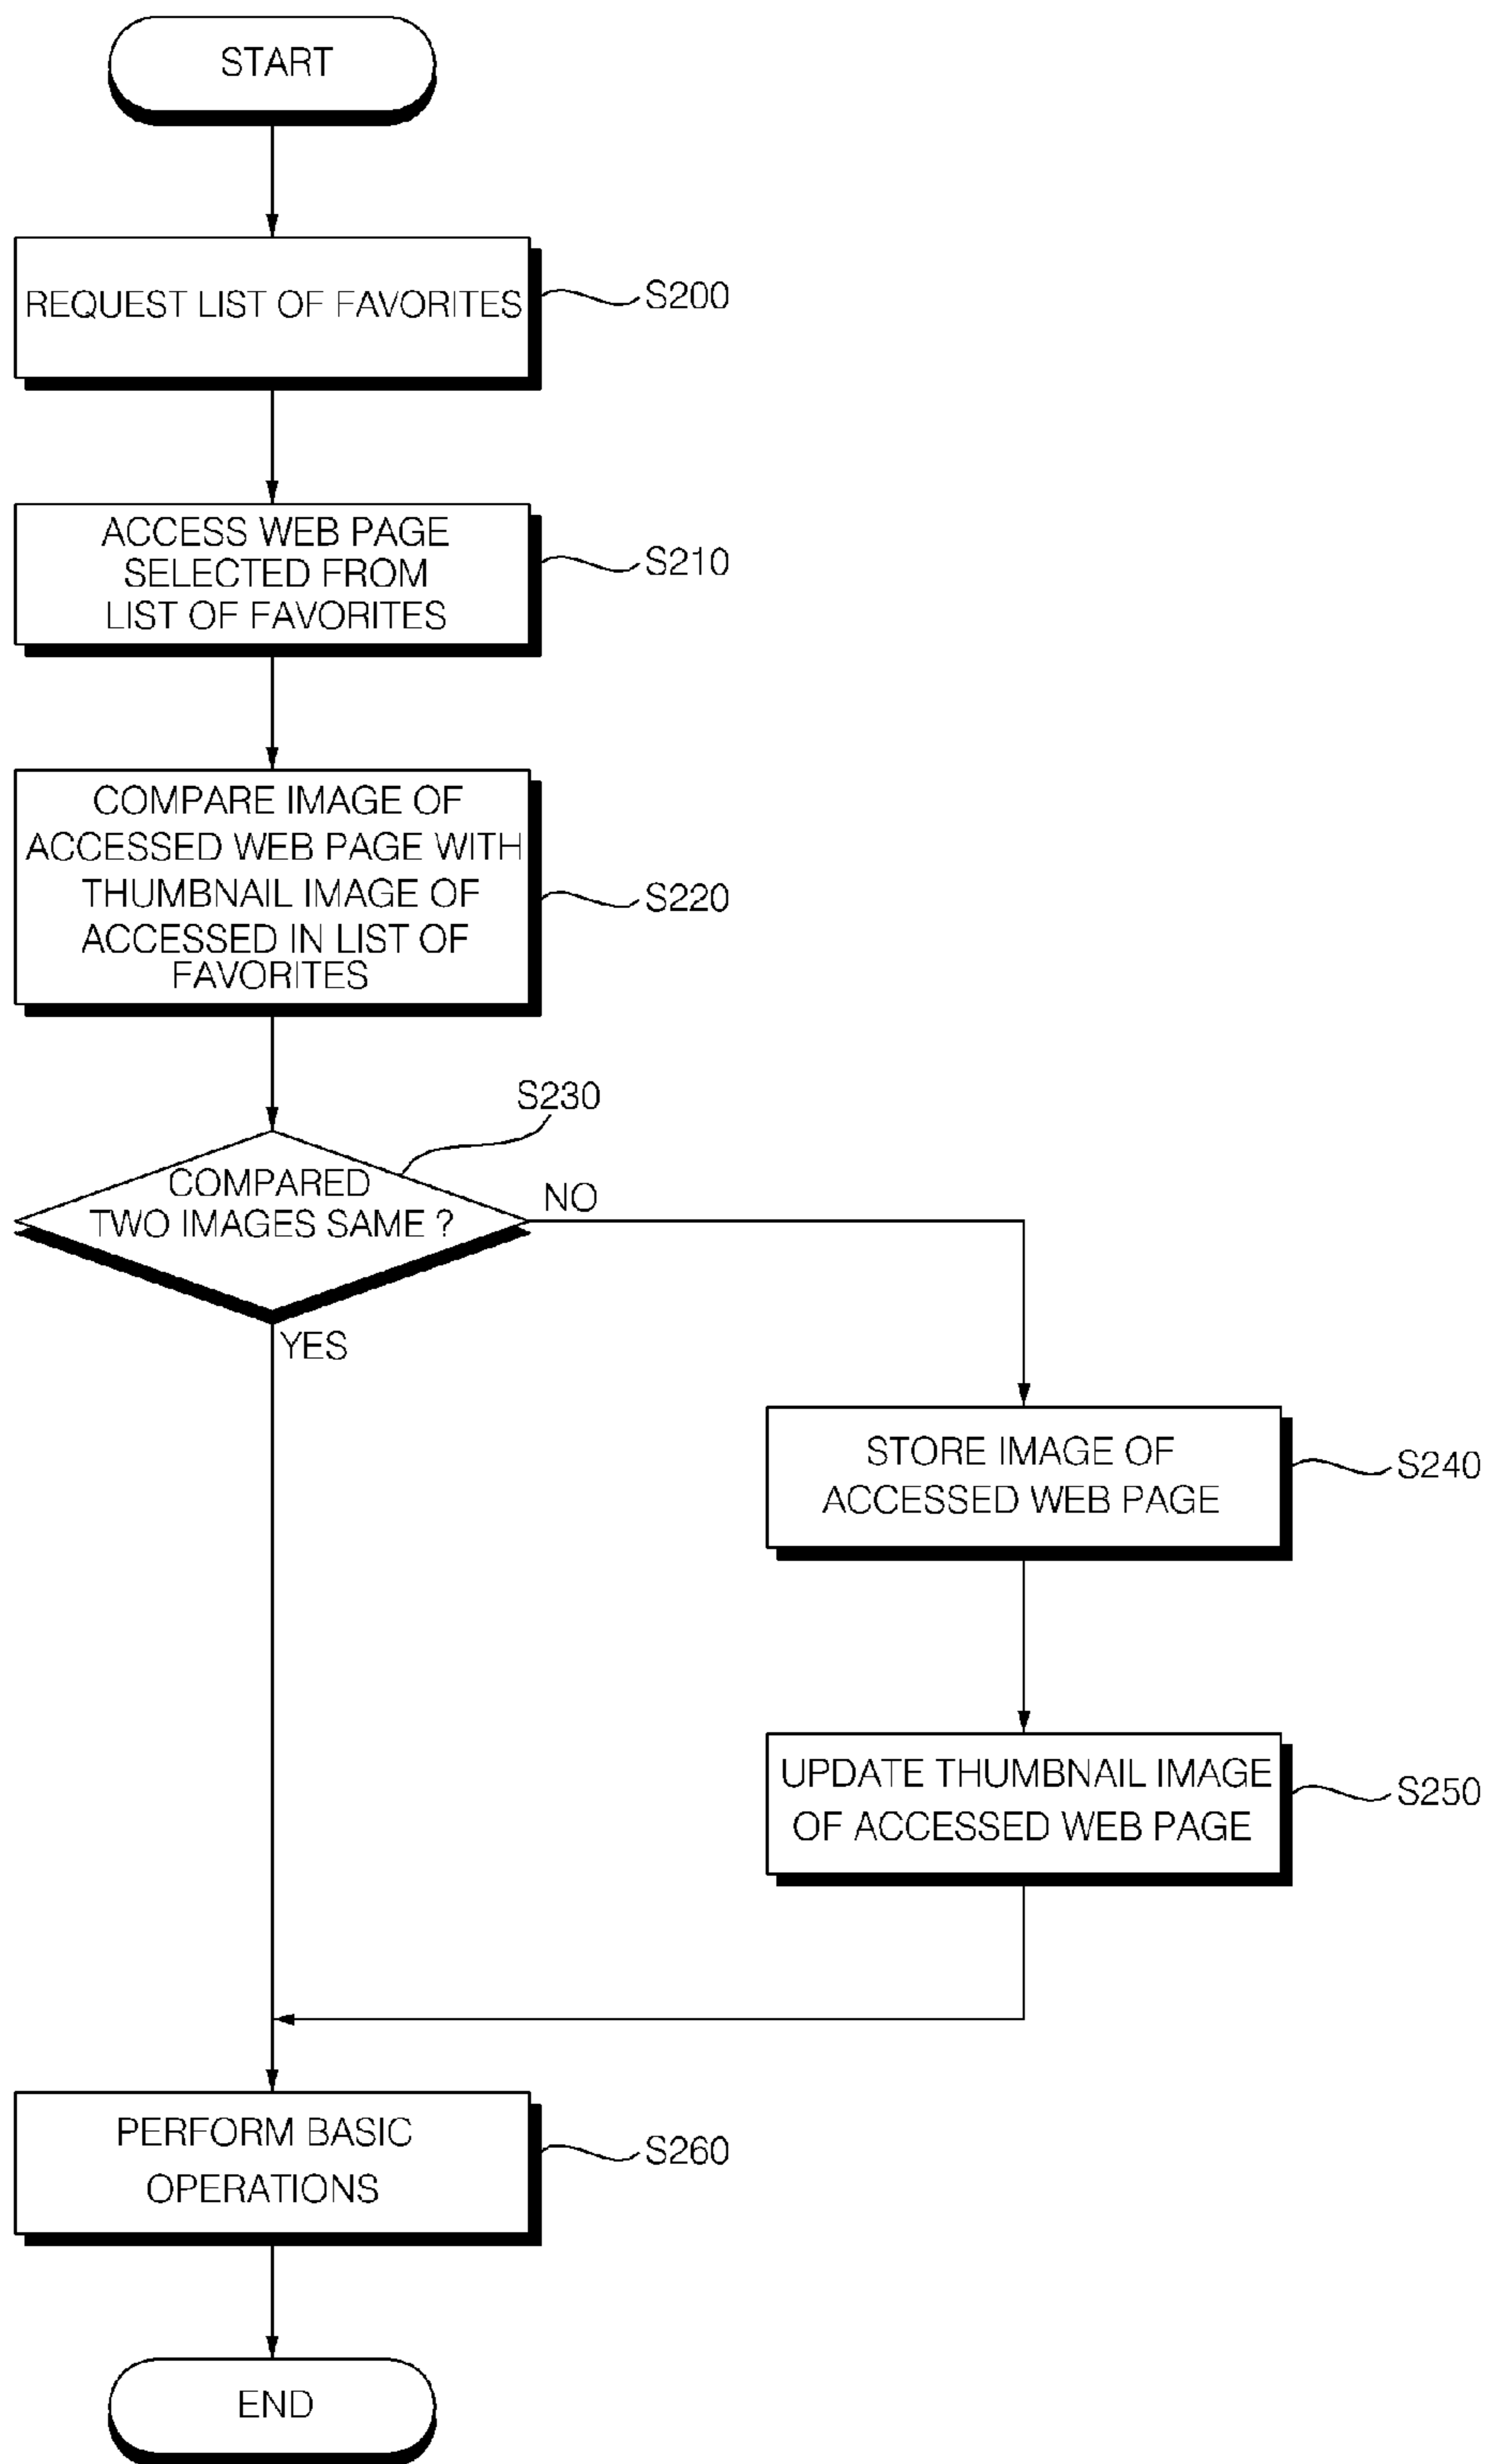 START
REQUEST LIST OF FAVORITES
S200
ACCESS WEB PAGE
SELECTED FROM
LIST OF FAVORITES
S210
COMPARE IMAGE OF
ACCESSED WEB PAGE WITH
THUMBNAIL IMAGE OF
ACCESSED IN LIST OF
FAVORITES
S220
S230
COMPARED
TWO IMAGES SAME ?
NO
YES
STORE IMAGE OF
ACCESSED WEB PAGE
S240
UPDATE THUMBNAIL IMAGE
OF ACCESSED WEB PAGE
S250
PERFORM BASIC
OPERATIONS
S260
END